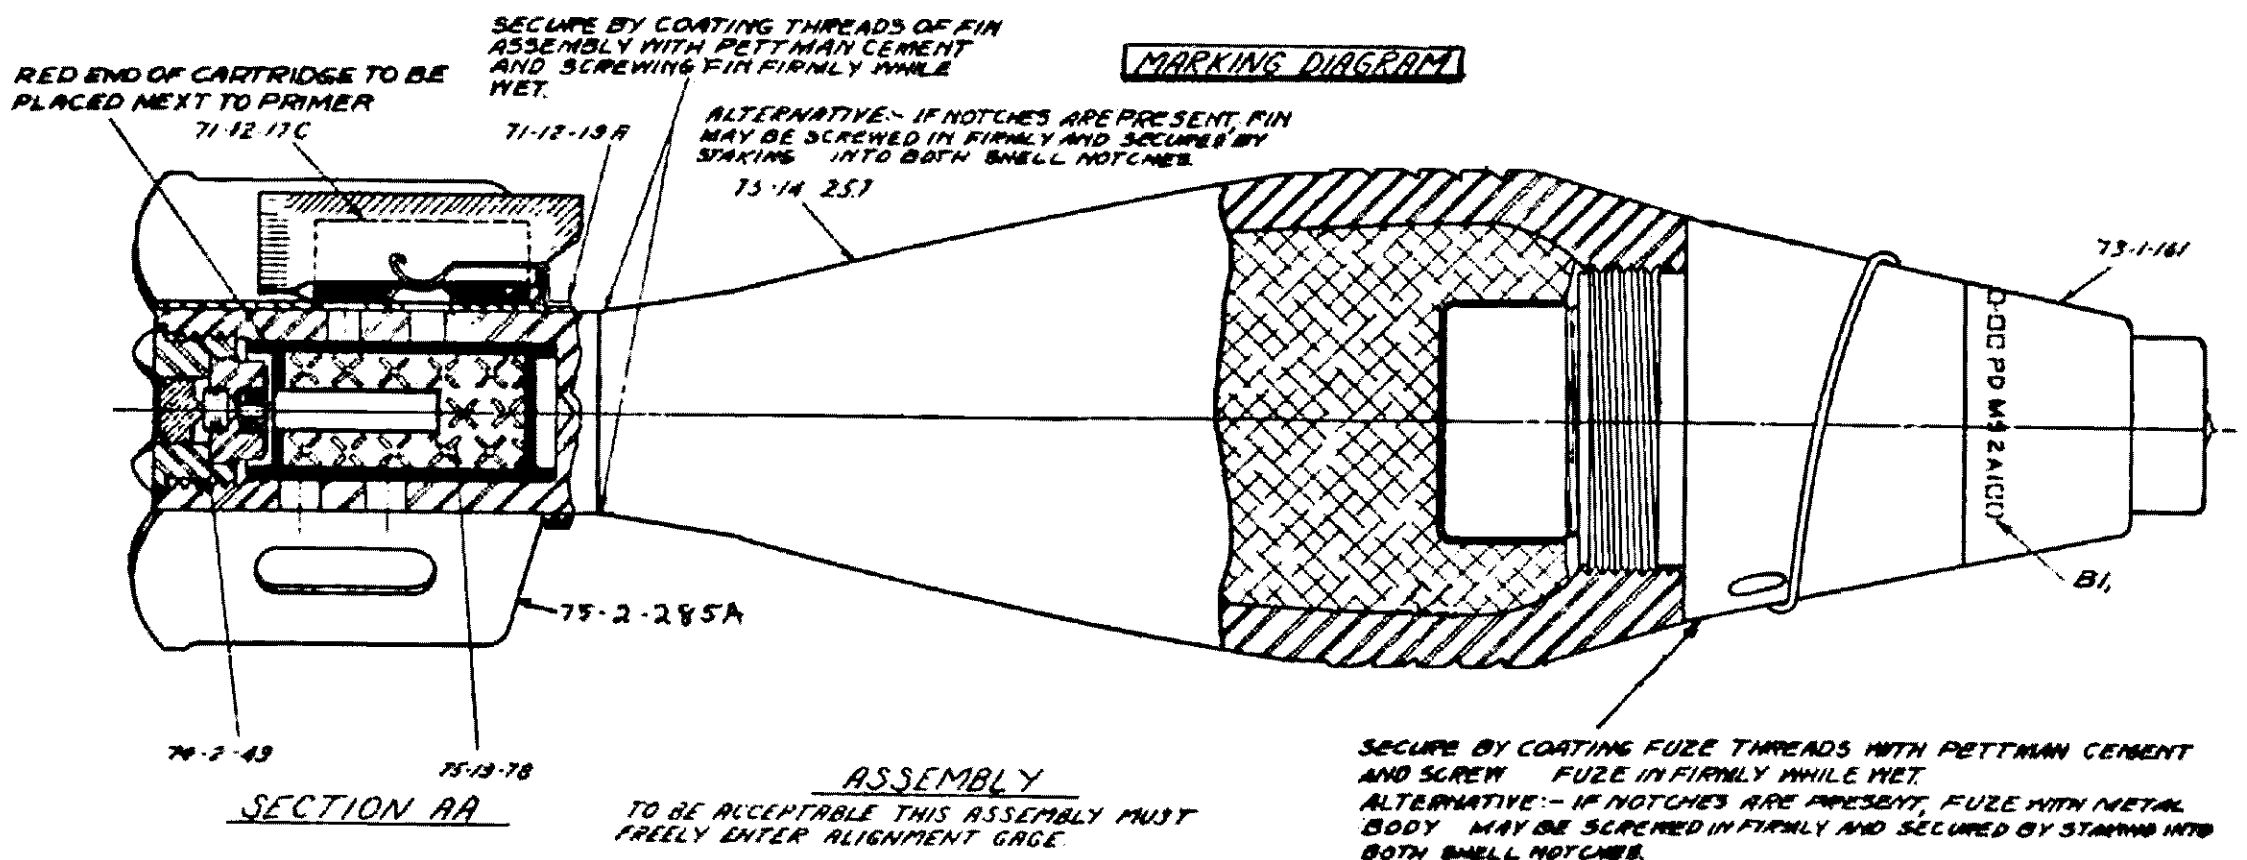 SECURE BY COATING THREADS OF FIN
ASSEMBLY WITH PETTMAN CEMENT
AND SCREWING FIN FIRMLY WHILE
WET.
MARKING DIAGRAM
RED END OF CARTRIDGE TO BE
PLACED NEXT TO PRIMER
71-12-17C
71-12-19A
ALTERNATIVE:- IF NOTCHES ARE PRESENT, FIN
MAY BE SCREWED IN FIRMLY AND SECURED BY
STAKING INTO BOTH SHELL NOTCHES
75-14 257
73-1-161
PD M52A1
B1,
75-2-285A
74-2-49
75-19-78
SECTION AA
ASSEMBLY
TO BE ACCEPTABLE THIS ASSEMBLY MUST
FREELY ENTER ALIGNMENT GAGE.
SECURE BY COATING FUZE THREADS WITH PETTMAN CEMENT
AND SCREW FUZE IN FIRMLY WHILE WET.
ALTERNATIVE:- IF NOTCHES ARE PRESENT, FUZE WITH METAL
BODY MAY BE SCREWED IN FIRMLY AND SECURED BY STAKING INTO
BOTH SHELL NOTCHES.